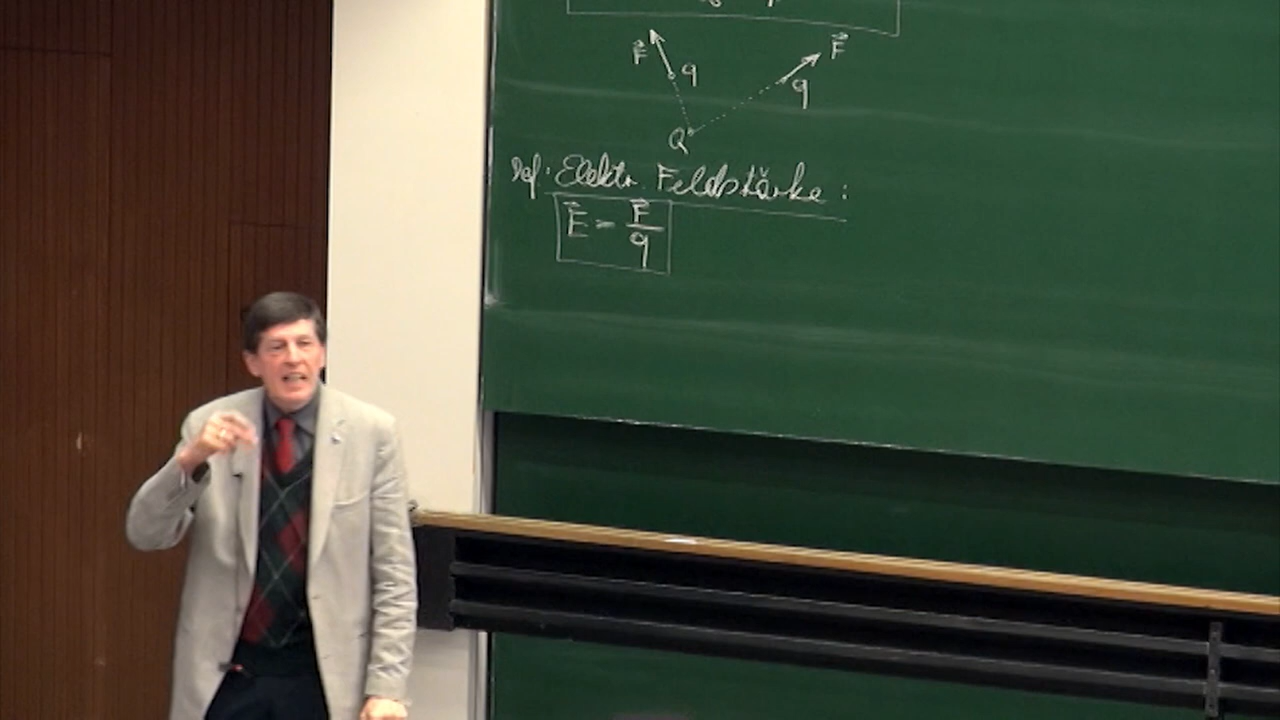 F⃗ q F⃗ q
Q
Def: Elektr. Feldstärke:
E⃗ = F⃗/q